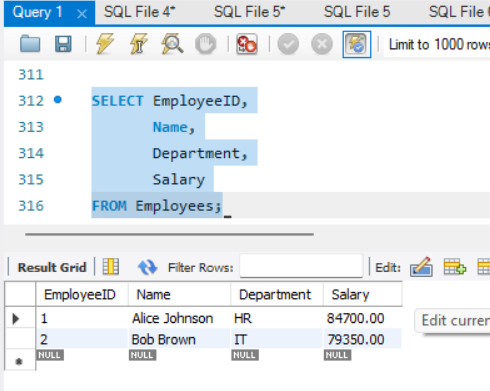 Query 1 × SQL File 4* SQL File 5* SQL File 5 SQL File
Limit to 1000 rows
311
312 SELECT EmployeeID,
313 Name,
314 Department,
315 Salary
316 FROM Employees;
Result Grid Filter Rows: Edit:
EmployeeID Name Department Salary
1 Alice Johnson HR 84700.00
2 Bob Brown IT 79350.00
NULL NULL NULL NULL
Edit curren